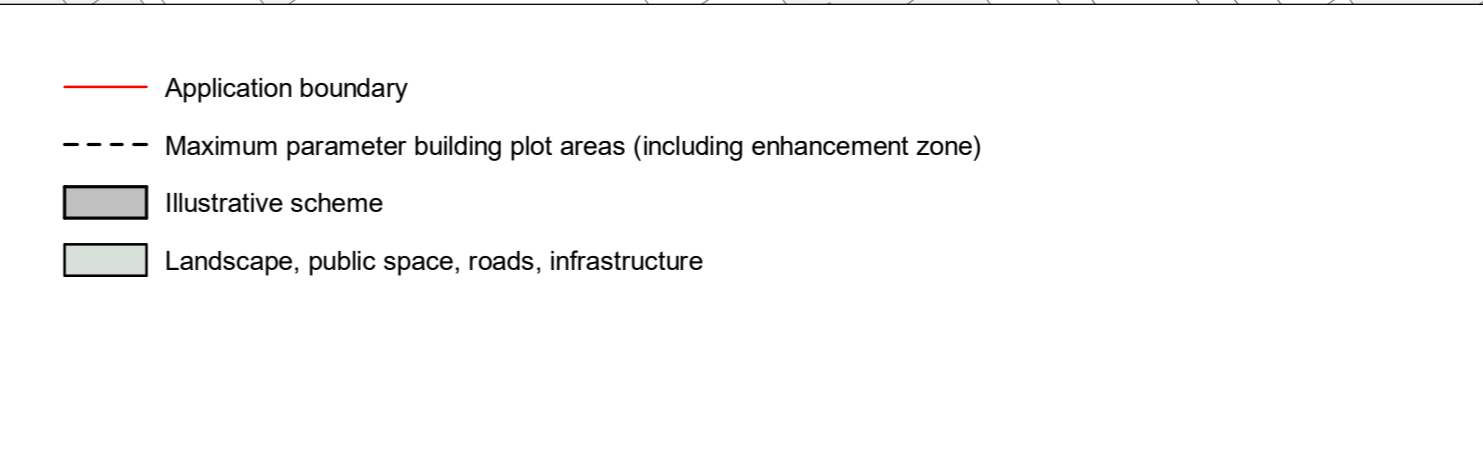 Application boundary
Maximum parameter building plot areas (including enhancement zone)
Illustrative scheme
Landscape, public space, roads, infrastructure